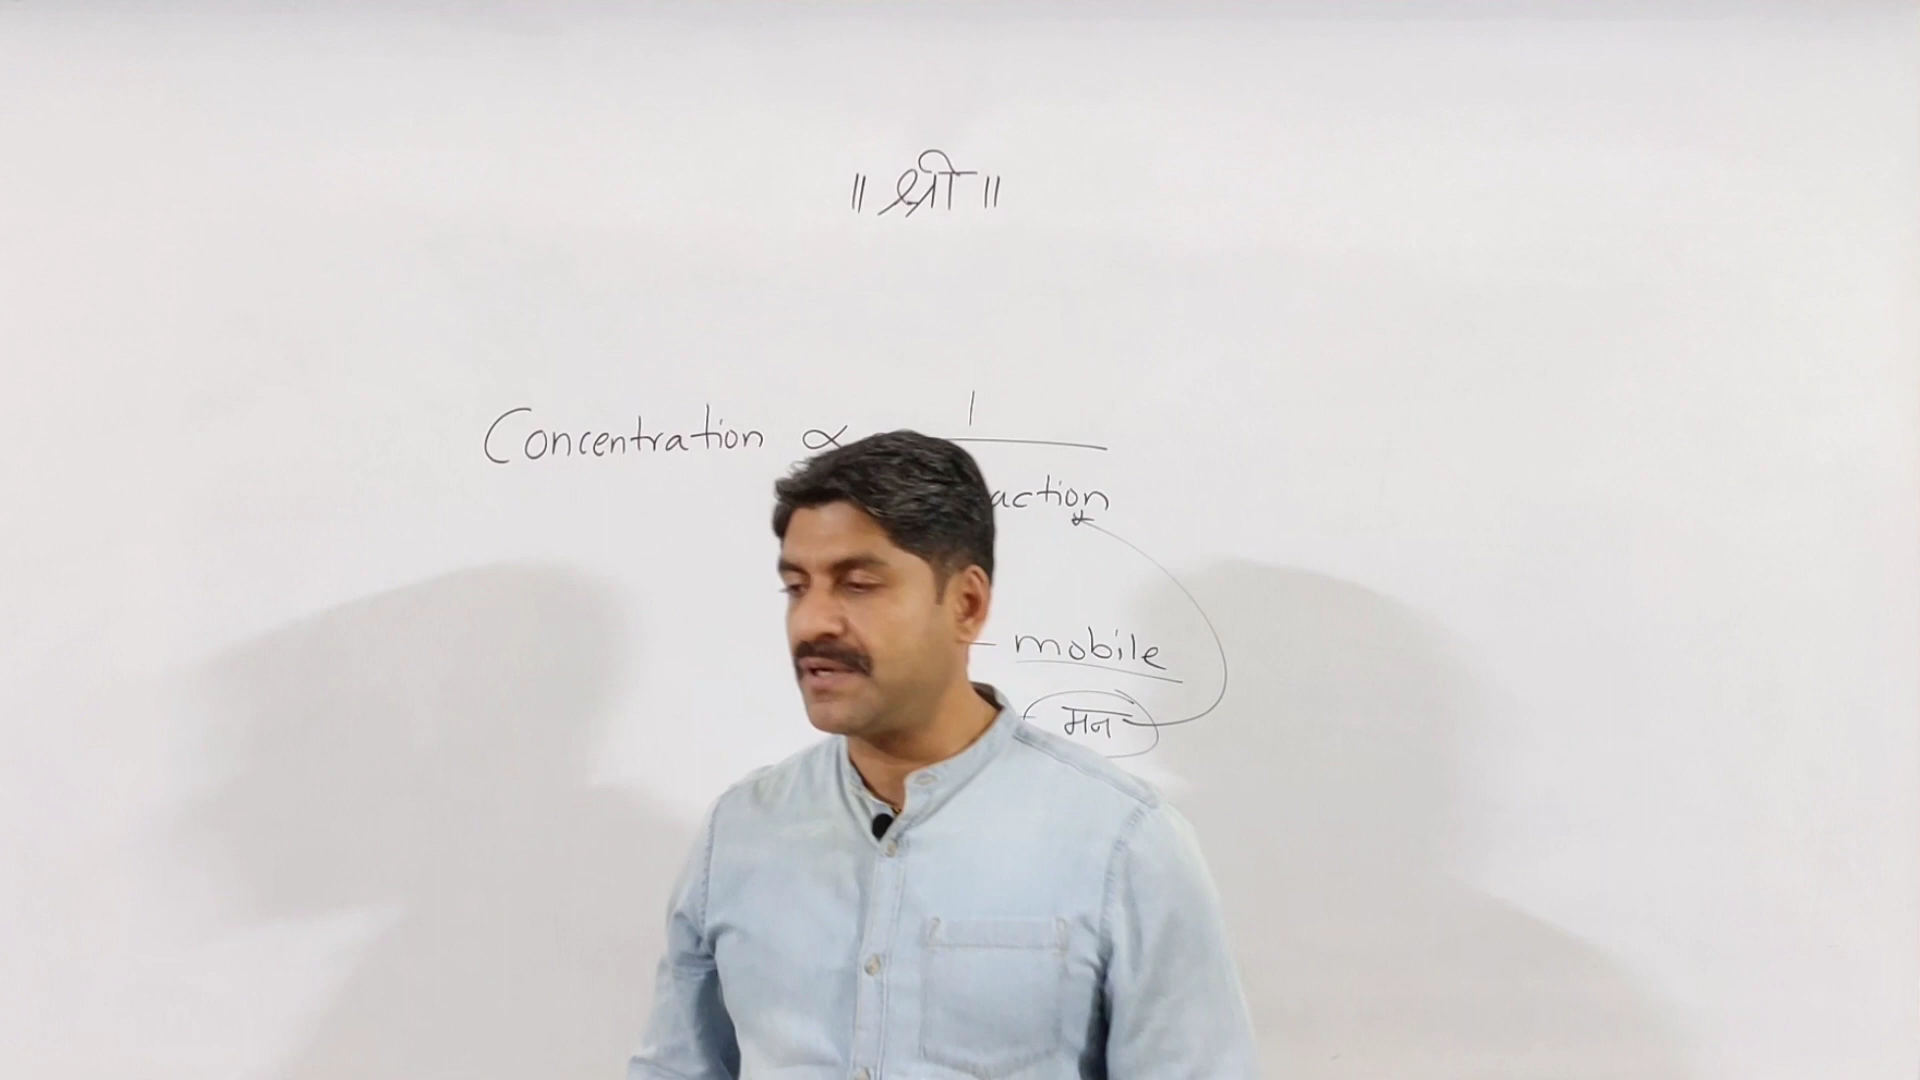 ॥ श्री ॥
Concentration ∝ 1
action
mobile
मन